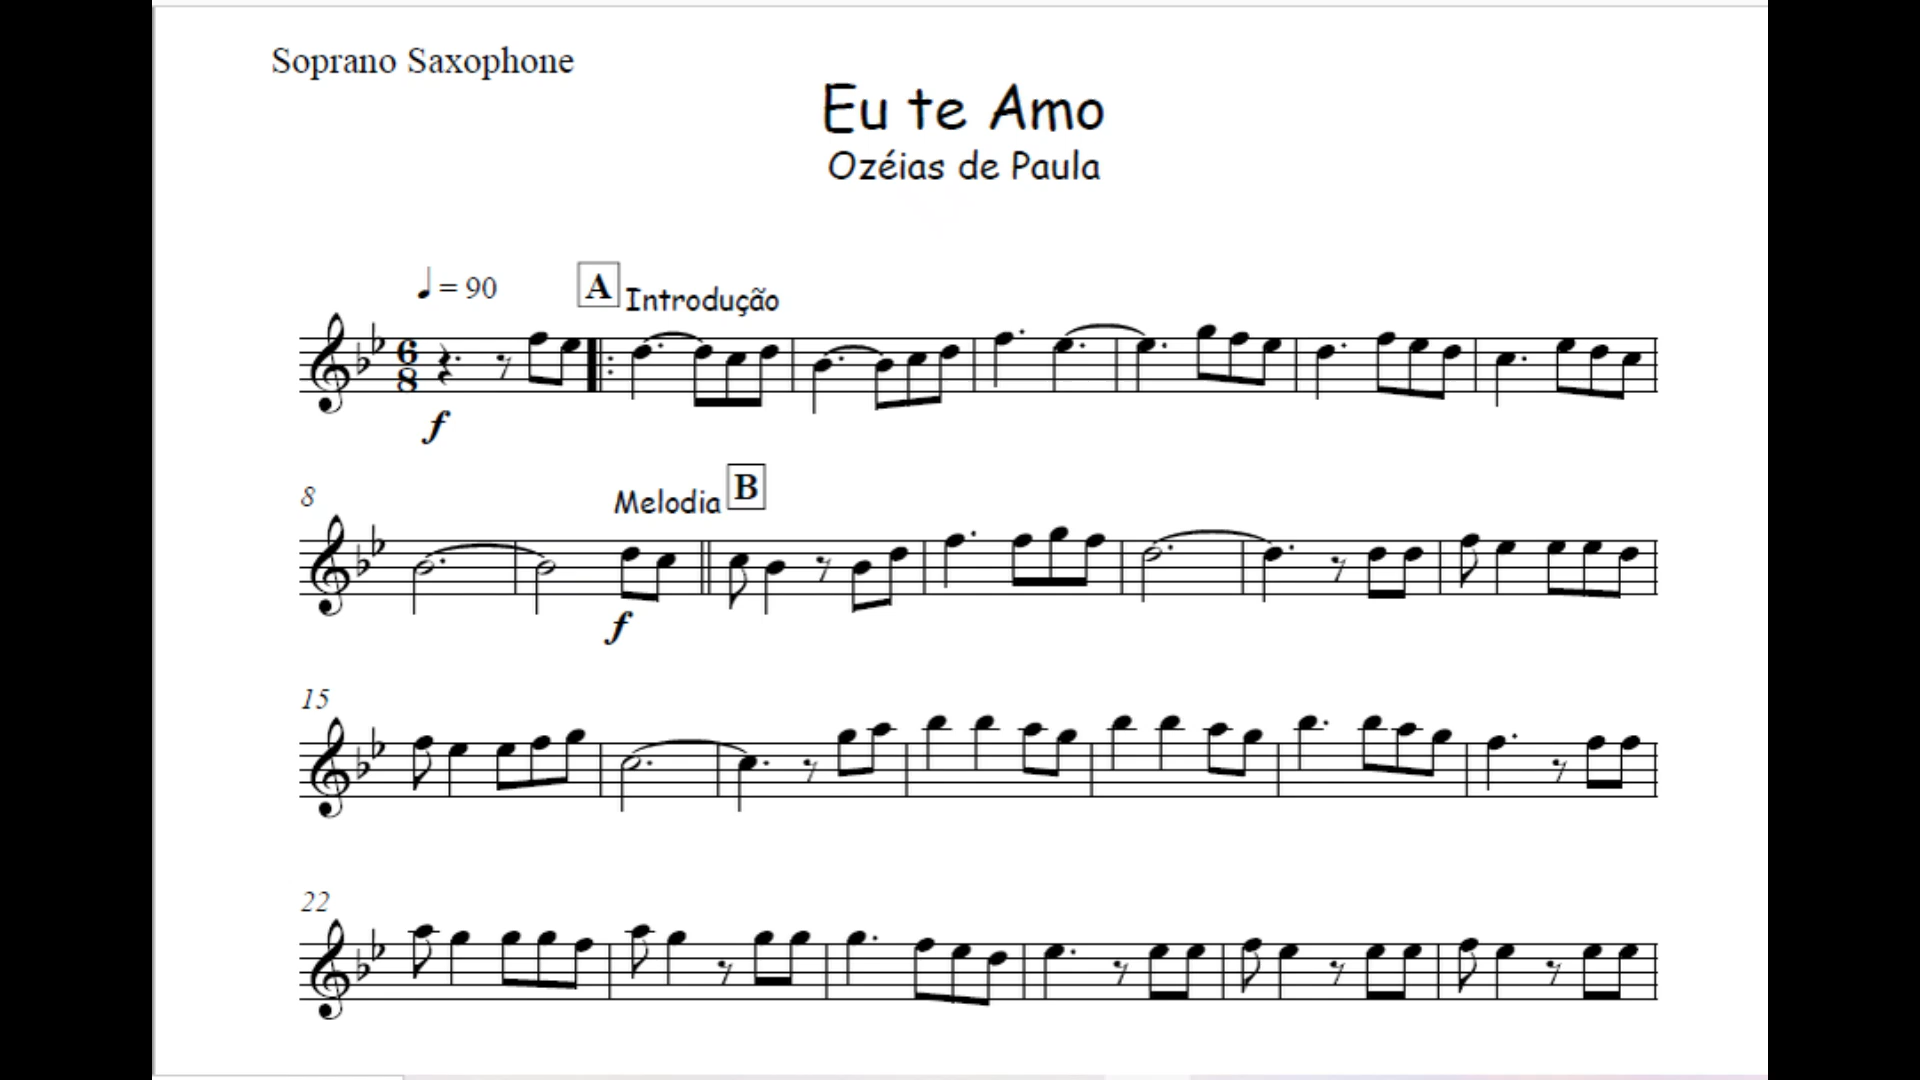 Soprano Saxophone
Eu te Amo
Ozéias de Paula
♩ = 90
A Introdução
6
8
f
8
Melodia B
f
15
22